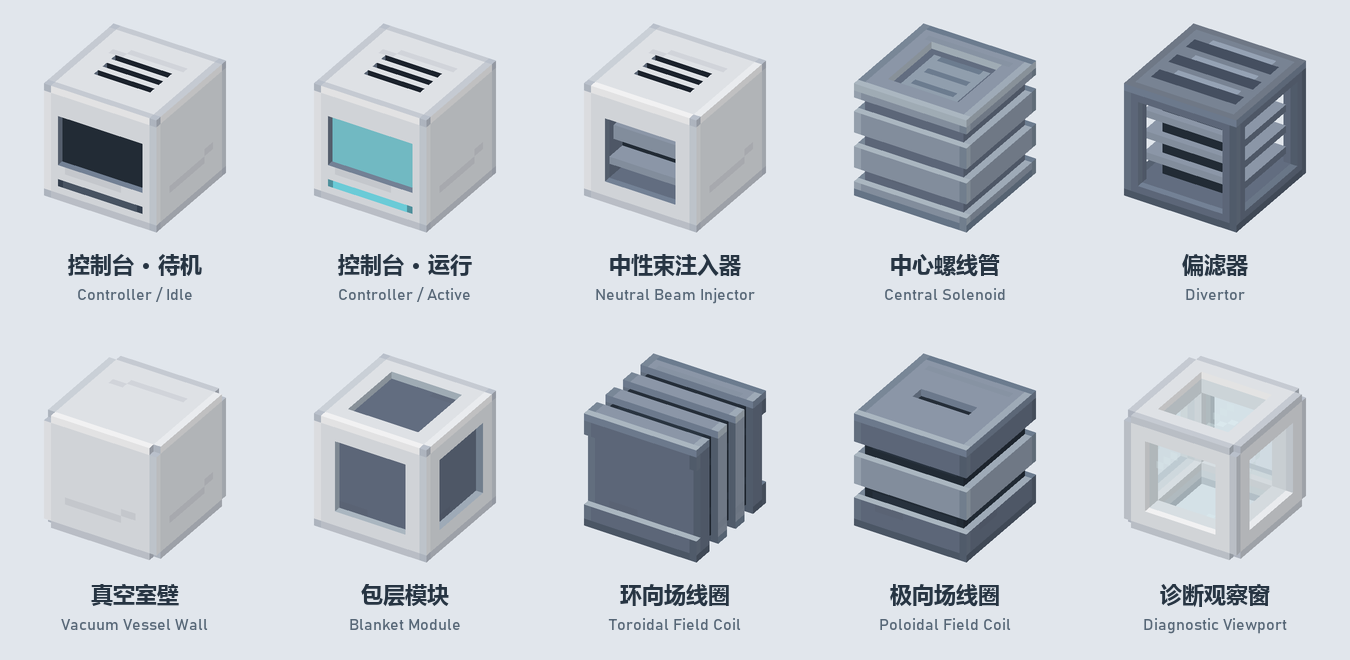 控制台·待机
Controller / Idle
控制台·运行
Controller / Active
中性束注入器
Neutral Beam Injector
中心螺线管
Central Solenoid
偏滤器
Divertor
真空室壁
Vacuum Vessel Wall
包层模块
Blanket Module
环向场线圈
Toroidal Field Coil
极向场线圈
Poloidal Field Coil
诊断观察窗
Diagnostic Viewport